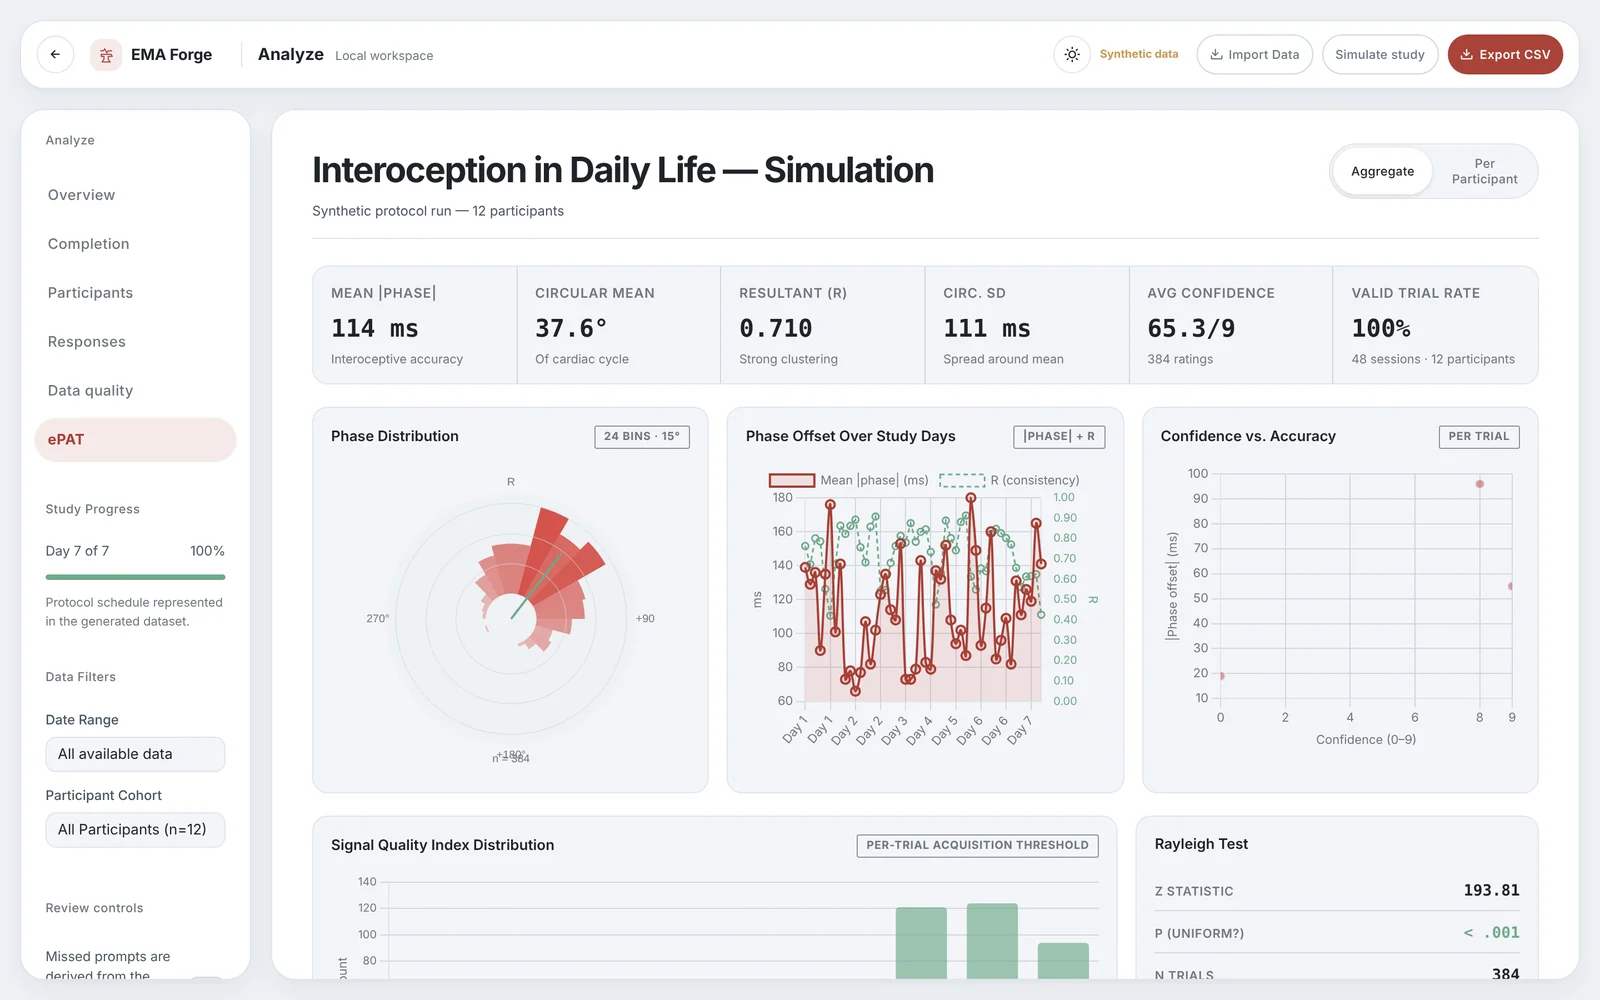 EMA Forge
Analyze
Local workspace
Synthetic data
Import Data
Simulate study
Export CSV
Analyze
Overview
Completion
Participants
Responses
Data quality
ePAT
Study Progress
Day 7 of 7
100%
Protocol schedule represented
in the generated dataset.
Data Filters
Date Range
All available data
Participant Cohort
All Participants (n=12)
Review controls
Missed prompts are
derived from the
Interoception in Daily Life — Simulation
Synthetic protocol run — 12 participants
Aggregate
Per
Participant
MEAN |PHASE|
114 ms
Interoceptive accuracy
CIRCULAR MEAN
37.6°
Of cardiac cycle
RESULTANT (R)
0.710
Strong clustering
CIRC. SD
111 ms
Spread around mean
AVG CONFIDENCE
65.3/9
384 ratings
VALID TRIAL RATE
100%
48 sessions · 12 participants
Phase Distribution
24 BINS · 15°
R
270°
+90
+180°
n = 384
Phase Offset Over Study Days
|PHASE| + R
Mean |phase| (ms)
R (consistency)
180
160
140
120
100
80
60
ms
1.00
0.90
0.80
0.70
0.60
0.50
0.40
0.30
0.20
0.10
0.00
R
Day 1
Day 1
Day 2
Day 2
Day 3
Day 4
Day 5
Day 6
Day 6
Day 7
Confidence vs. Accuracy
PER TRIAL
100
90
80
70
60
50
40
30
20
10
|Phase offset| (ms)
0
2
4
6
8
9
Confidence (0–9)
Signal Quality Index Distribution
PER-TRIAL ACQUISITION THRESHOLD
140
120
100
80
Rayleigh Test
Z STATISTIC
193.81
P (UNIFORM?)
< .001
N TRIALS
384